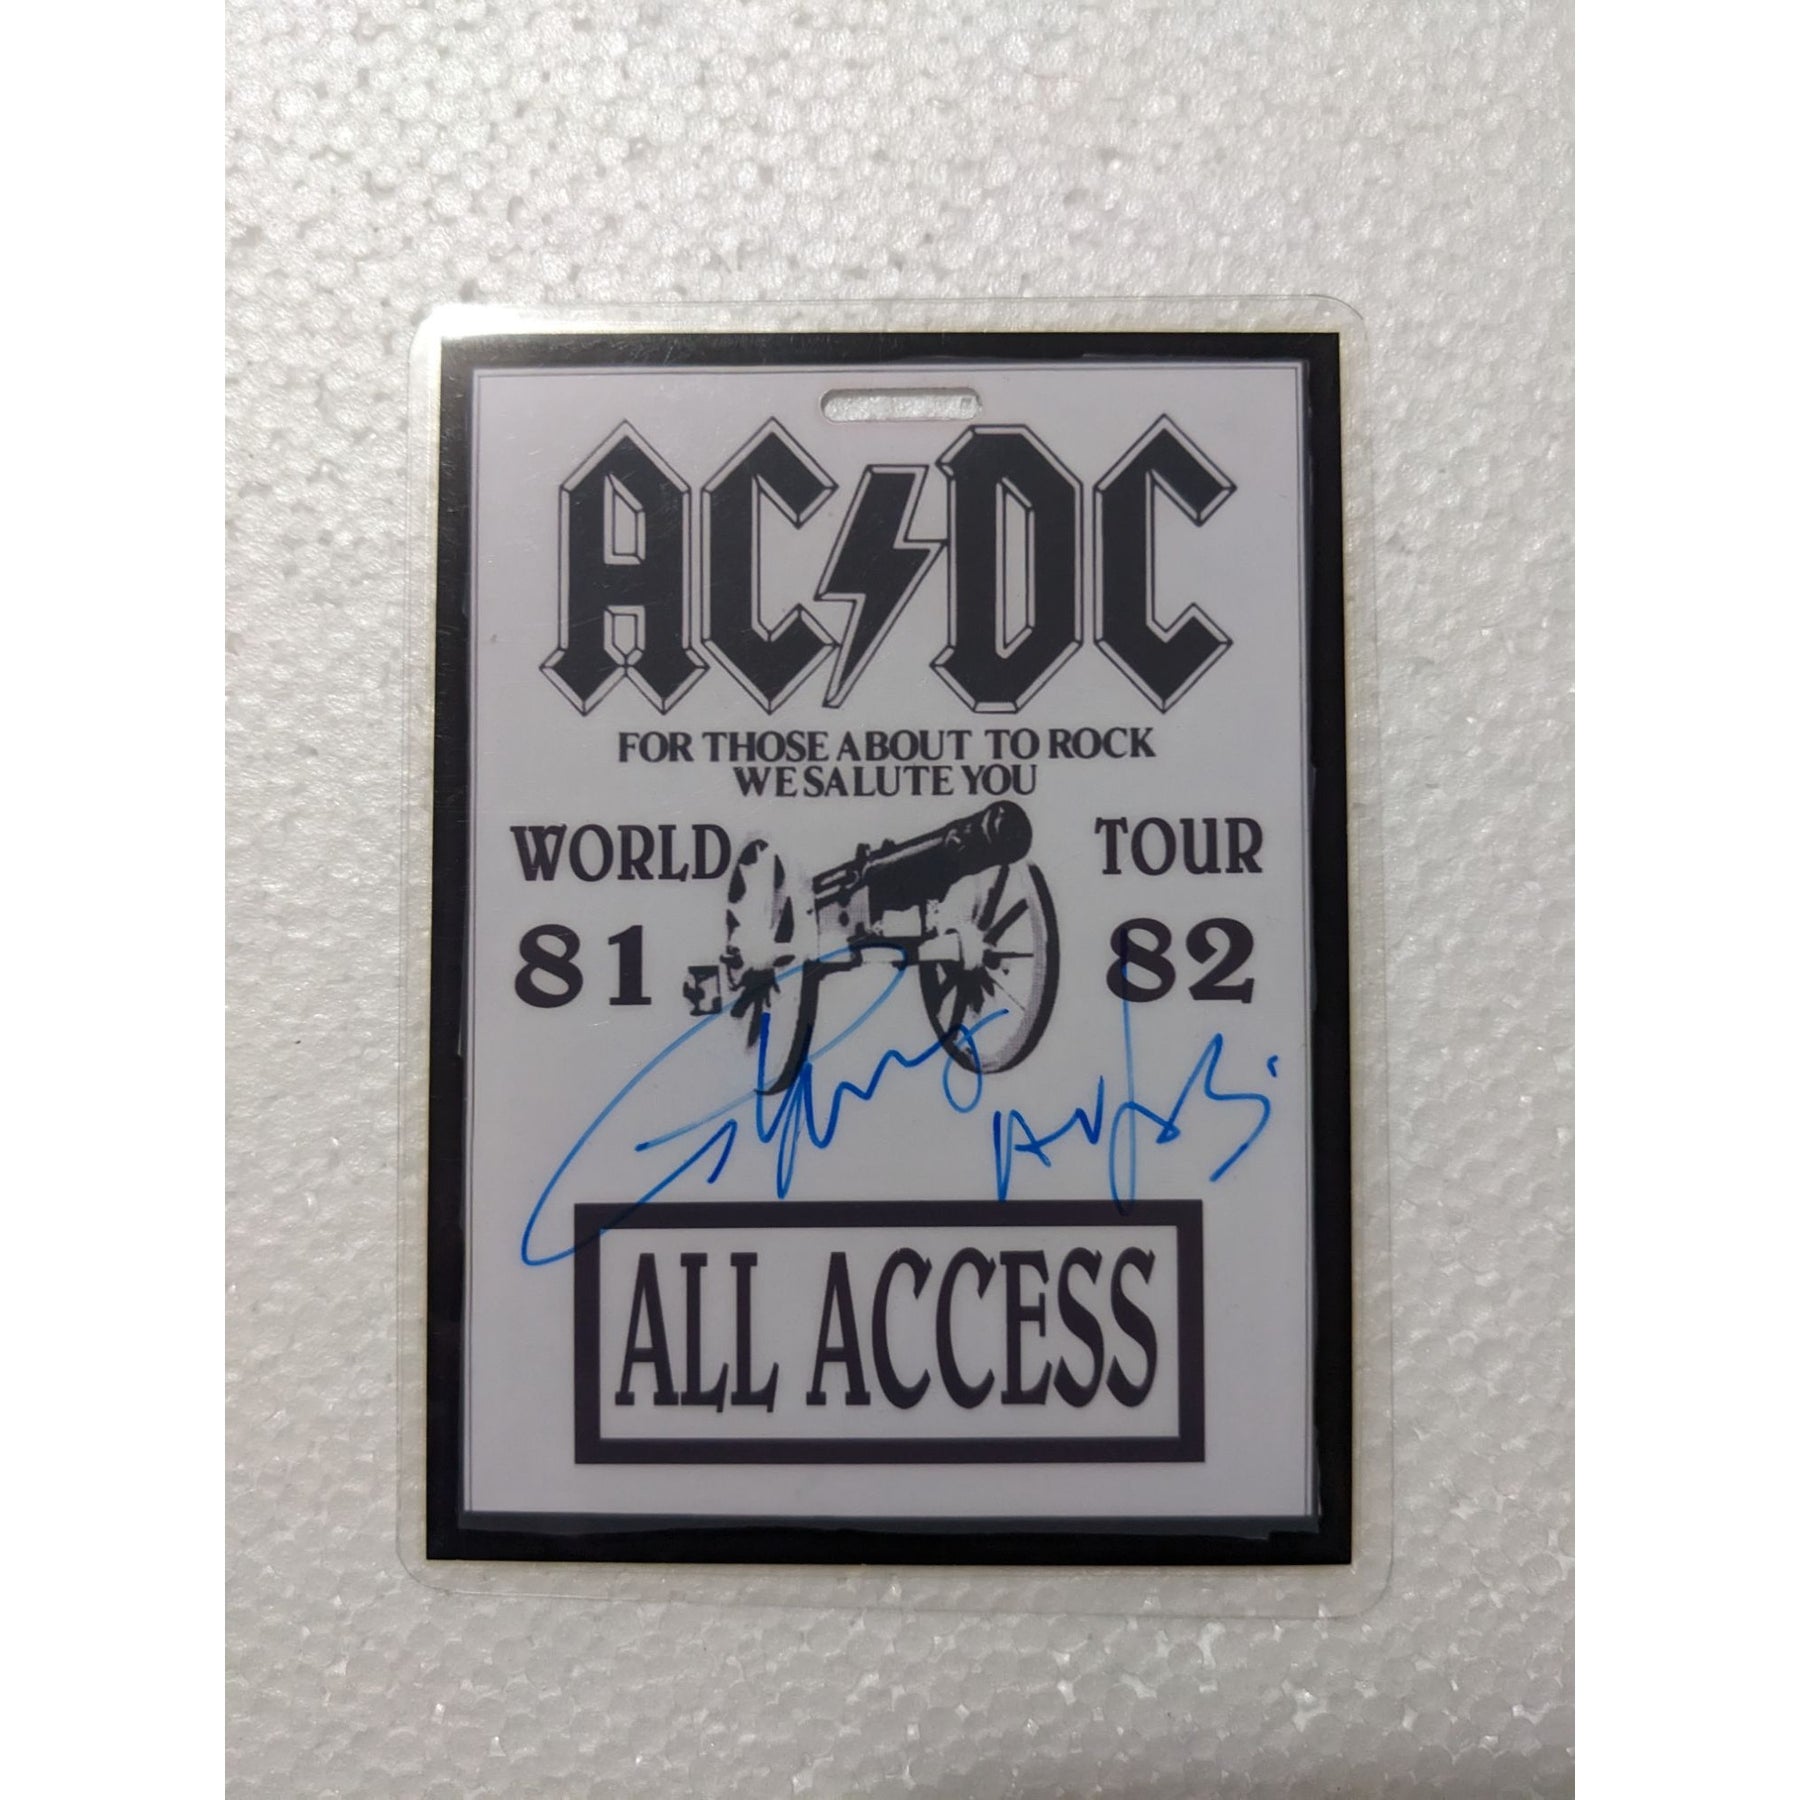 AC/DC
FOR THOSE ABOUT TO ROCK
WE SALUTE YOU
WORLD TOUR
81 82
ALL ACCESS